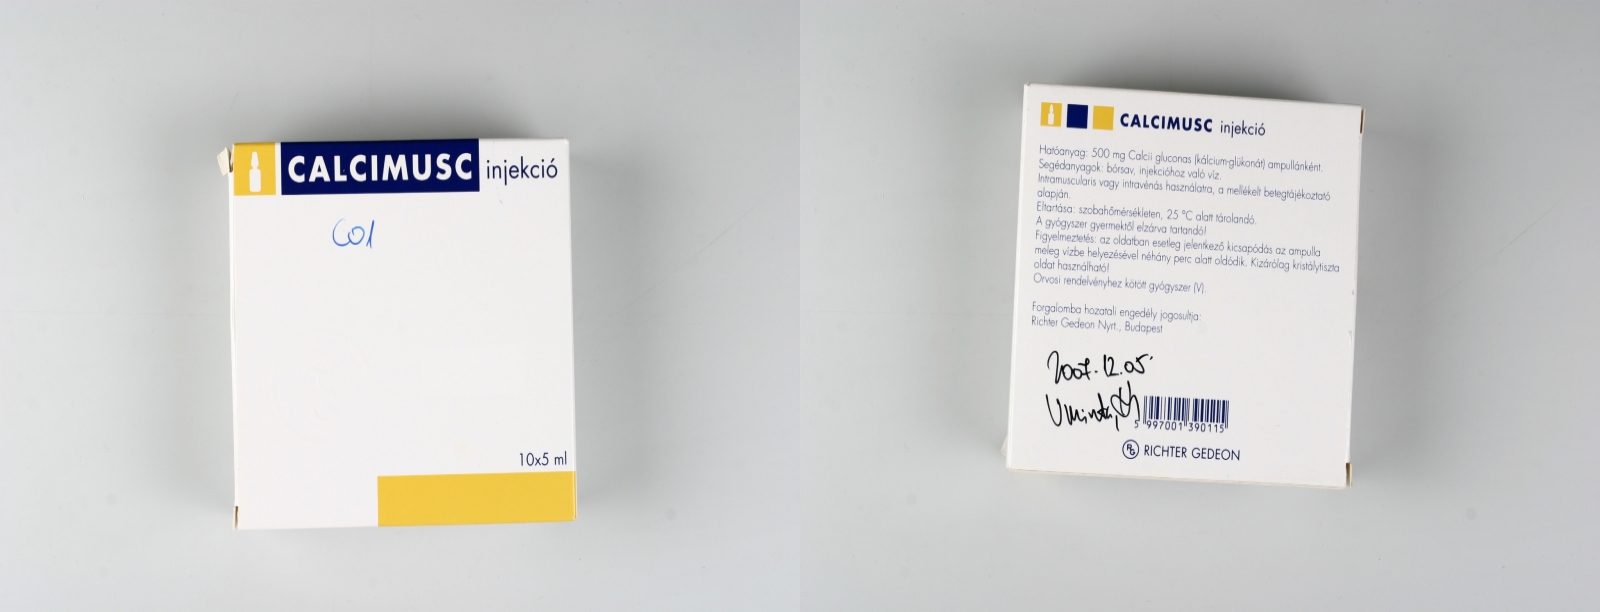 CALCIMUSC injekció
C01
10x5 ml
CALCIMUSC injekció
Hatóanyag: 500 mg Calcii gluconas (kálcium-glükonát) ampullánként.
Segédanyagok: bórsav, injekcióhoz való víz.
Intramuscularis vagy intravénás használatra, a mellékelt betegtájékoztató
alapján.
Eltartása: szobahőmérsékleten, 25 °C alatt tárolandó.
A gyógyszer gyermektől elzárva tartandó!
Figyelmeztetés: az oldatban esetleg jelentkező kicsapódás az ampulla
meleg vízbe helyezésével néhány perc alatt oldódik. Kizárólag kristálytiszta
oldat használható!
Orvosi rendelvényhez kötött gyógyszer (V).
Forgalomba hozatali engedély jogosultja:
Richter Gedeon Nyrt., Budapest
2007.12.05
5 997001 390115
RG RICHTER GEDEON